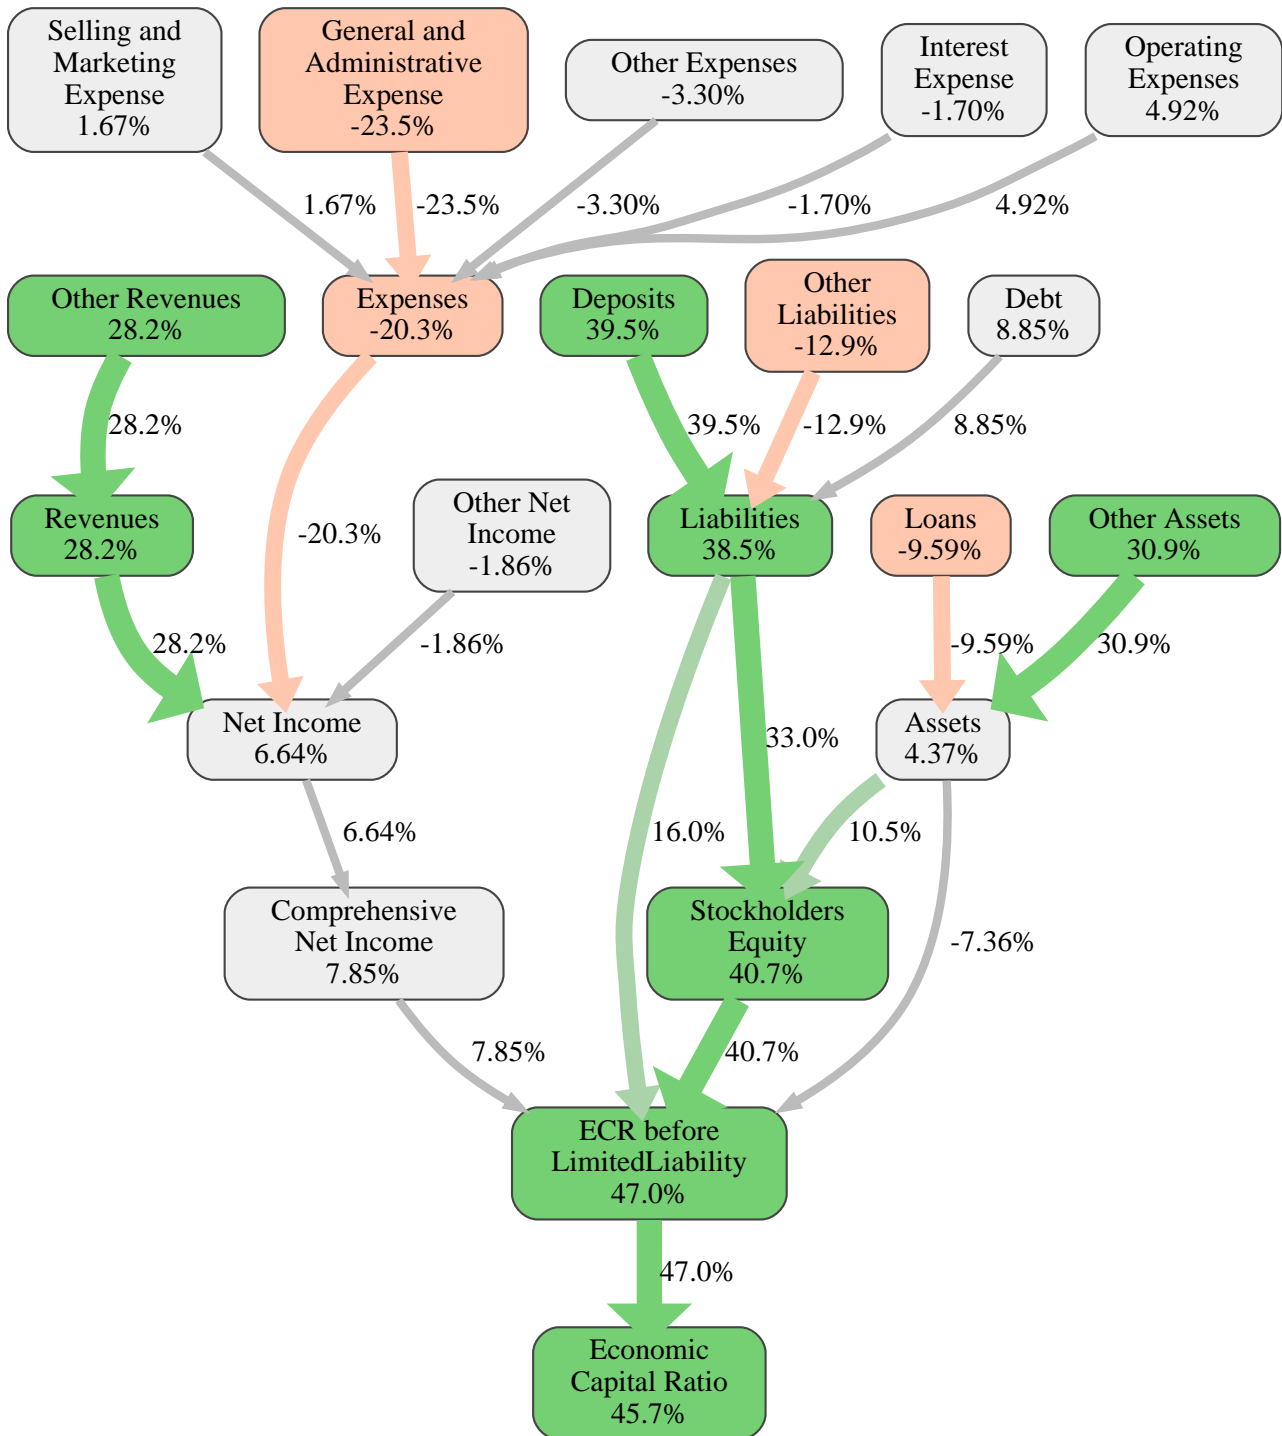 Selling and
Marketing
Expense
1.67%
General and
Administrative
Expense
-23.5%
Other Expenses
-3.30%
Interest
Expense
-1.70%
Operating
Expenses
4.92%
1.67%
-23.5%
-3.30%
-1.70%
4.92%
Other Revenues
28.2%
Expenses
-20.3%
Deposits
39.5%
Other
Liabilities
-12.9%
Debt
8.85%
28.2%
39.5%
-12.9%
8.85%
Revenues
28.2%
-20.3%
Other Net
Income
-1.86%
Liabilities
38.5%
Loans
-9.59%
Other Assets
30.9%
28.2%
-1.86%
-9.59%
30.9%
Net Income
6.64%
33.0%
Assets
4.37%
6.64%
16.0%
10.5%
Comprehensive
Net Income
7.85%
Stockholders
Equity
40.7%
-7.36%
7.85%
40.7%
ECR before
LimitedLiability
47.0%
47.0%
Economic
Capital Ratio
45.7%